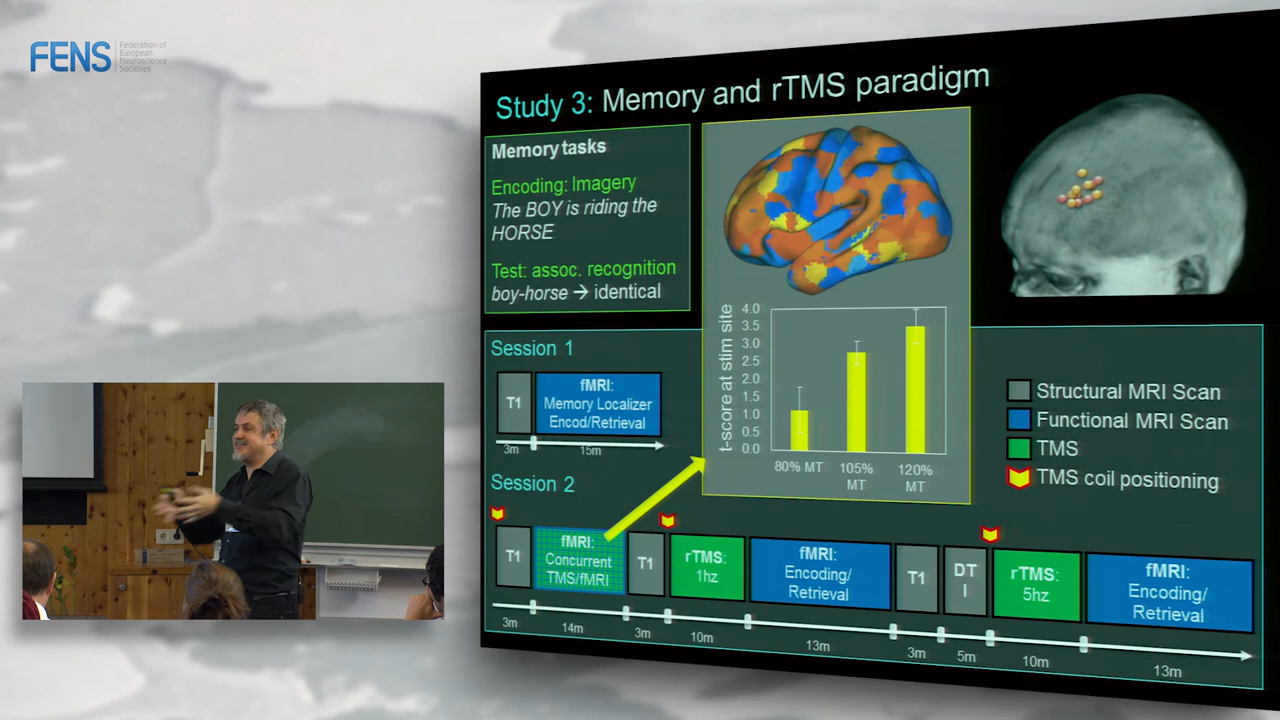 FENS
Federation of
European
Neuroscience
Societies
Study 3: Memory and rTMS paradigm
Memory tasks
Encoding: Imagery
The BOY is riding the
HORSE
Test: assoc. recognition
boy-horse → identical
t-score at stim site
4.0
3.5
3.0
2.5
2.0
1.5
1.0
0.5
0.0
80% MT
105%
MT
120%
MT
Session 1
T1
fMRI:
Memory Localizer
Encod/Retrieval
3m
15m
Structural MRI Scan
Functional MRI Scan
TMS
TMS coil positioning
Session 2
T1
fMRI:
Concurrent
TMS/fMRI
T1
rTMS:
1hz
fMRI:
Encoding/
Retrieval
T1
DT
I
rTMS:
5hz
fMRI:
Encoding/
Retrieval
3m
14m
3m
10m
13m
3m
5m
10m
13m